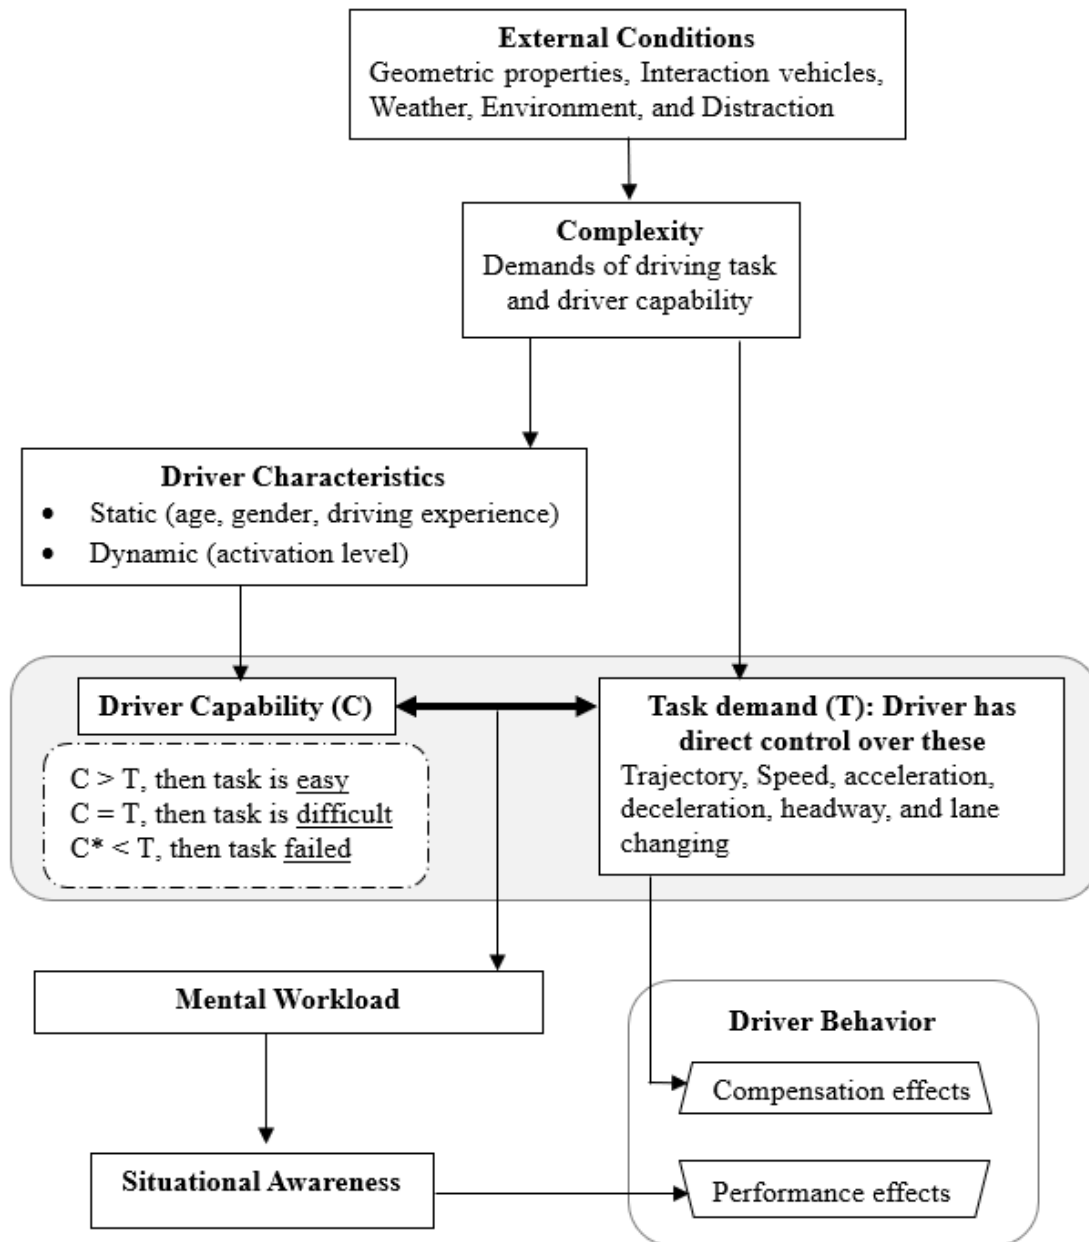 External Conditions
Geometric properties, Interaction vehicles,
Weather, Environment, and Distraction
Complexity
Demands of driving task
and driver capability
Driver Characteristics
• Static (age, gender, driving experience)
• Dynamic (activation level)
Driver Capability (C)
C > T, then task is easy
C = T, then task is difficult
C* < T, then task failed
Task demand (T): Driver has
direct control over these
Trajectory, Speed, acceleration,
deceleration, headway, and lane
changing
Mental Workload
Situational Awareness
Driver Behavior
Compensation effects
Performance effects